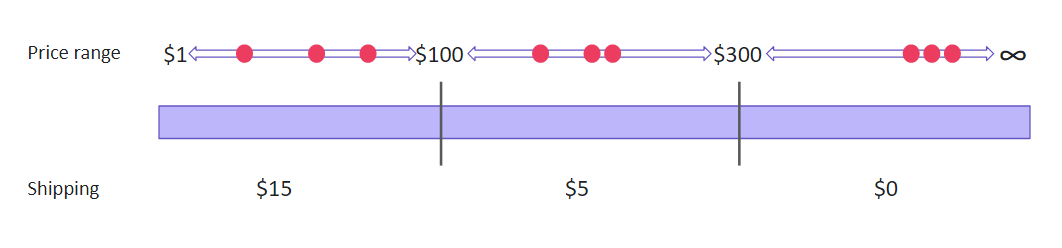 Price range $1 $100 $300 ∞
Shipping $15 $5 $0